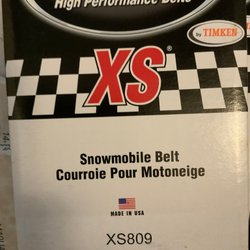 High Performance Belts
by TIMKEN
XS®
Snowmobile Belt
Courroie Pour Motoneige
MADE IN USA
XS809